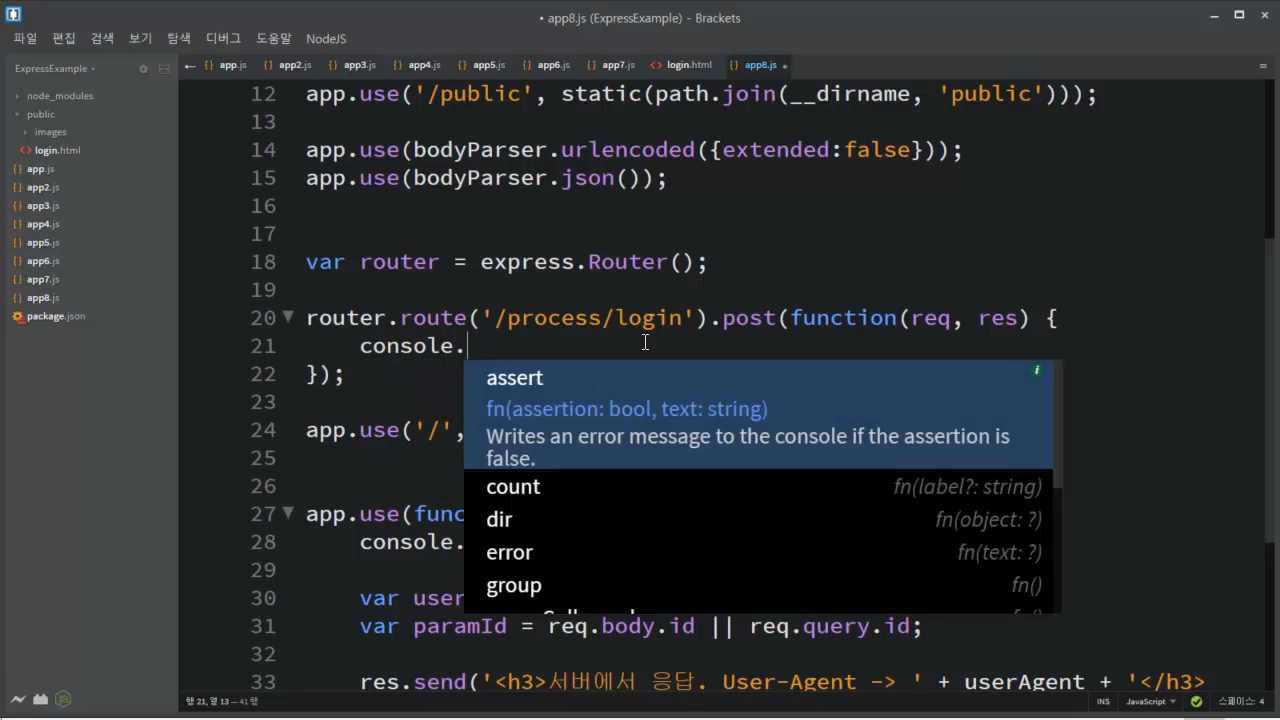 • app8.js (ExpressExample) - Brackets
파일 편집 검색 보기 탐색 디버그 도움말 NodeJS
ExpressExample
app.js app2.js app3.js app4.js app5.js app6.js app7.js login.html app8.js
node_modules
public
images
login.html
app.js
app2.js
app3.js
app4.js
app5.js
app6.js
app7.js
app8.js
package.json
12 app.use('/public', static(path.join(__dirname, 'public')));
13
14 app.use(bodyParser.urlencoded({extended:false}));
15 app.use(bodyParser.json());
16
17
18 var router = express.Router();
19
20 router.route('/process/login').post(function(req, res) {
21 console.
22 });
23
24 app.use('/',
25
26
27 app.use(func
28 console.
29
30 var user
31 var paramId = req.body.id || req.query.id;
32
33 res.send('<h3>서버에서 응답. User-Agent -> ' + userAgent + '</h3>
assert
fn(assertion: bool, text: string)
Writes an error message to the console if the assertion is
false.
count fn(label?: string)
dir fn(object: ?)
error fn(text: ?)
group fn()
행 21, 열 13 — 41 행
INS JavaScript 스페이스: 4